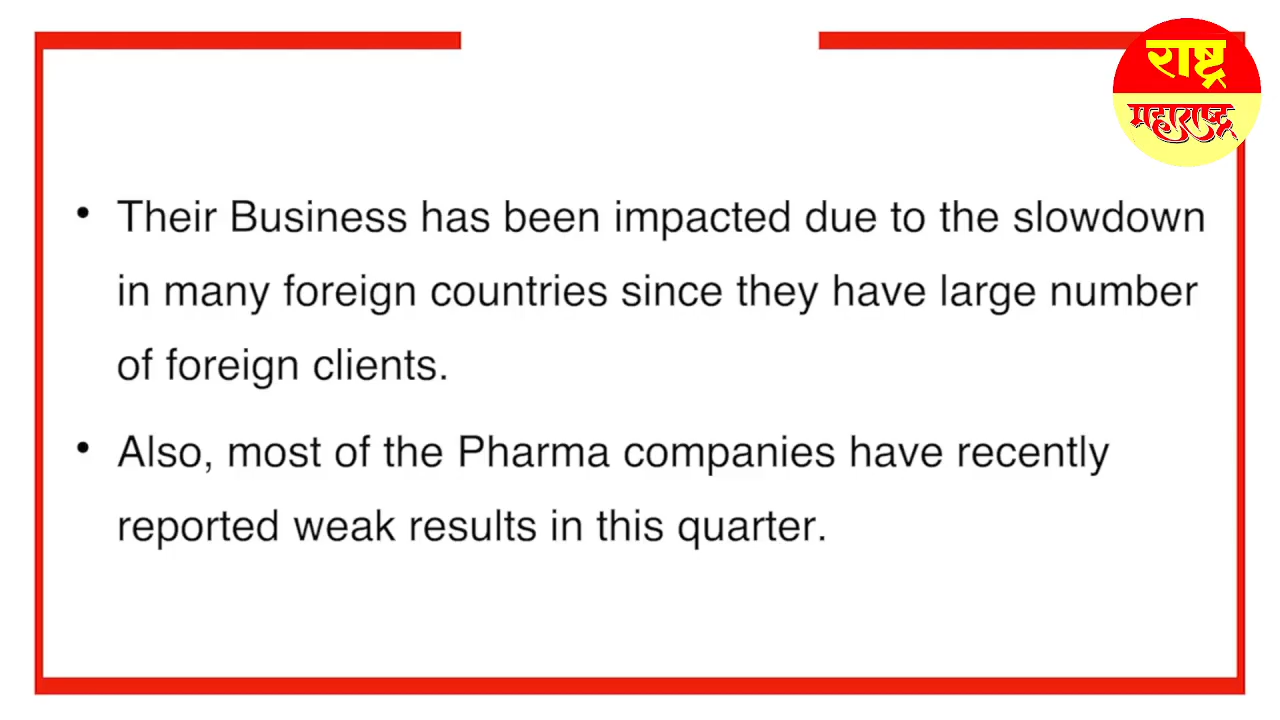 राष्ट्र
महाराष्ट्र
• Their Business has been impacted due to the slowdown
in many foreign countries since they have large number
of foreign clients.
• Also, most of the Pharma companies have recently
reported weak results in this quarter.